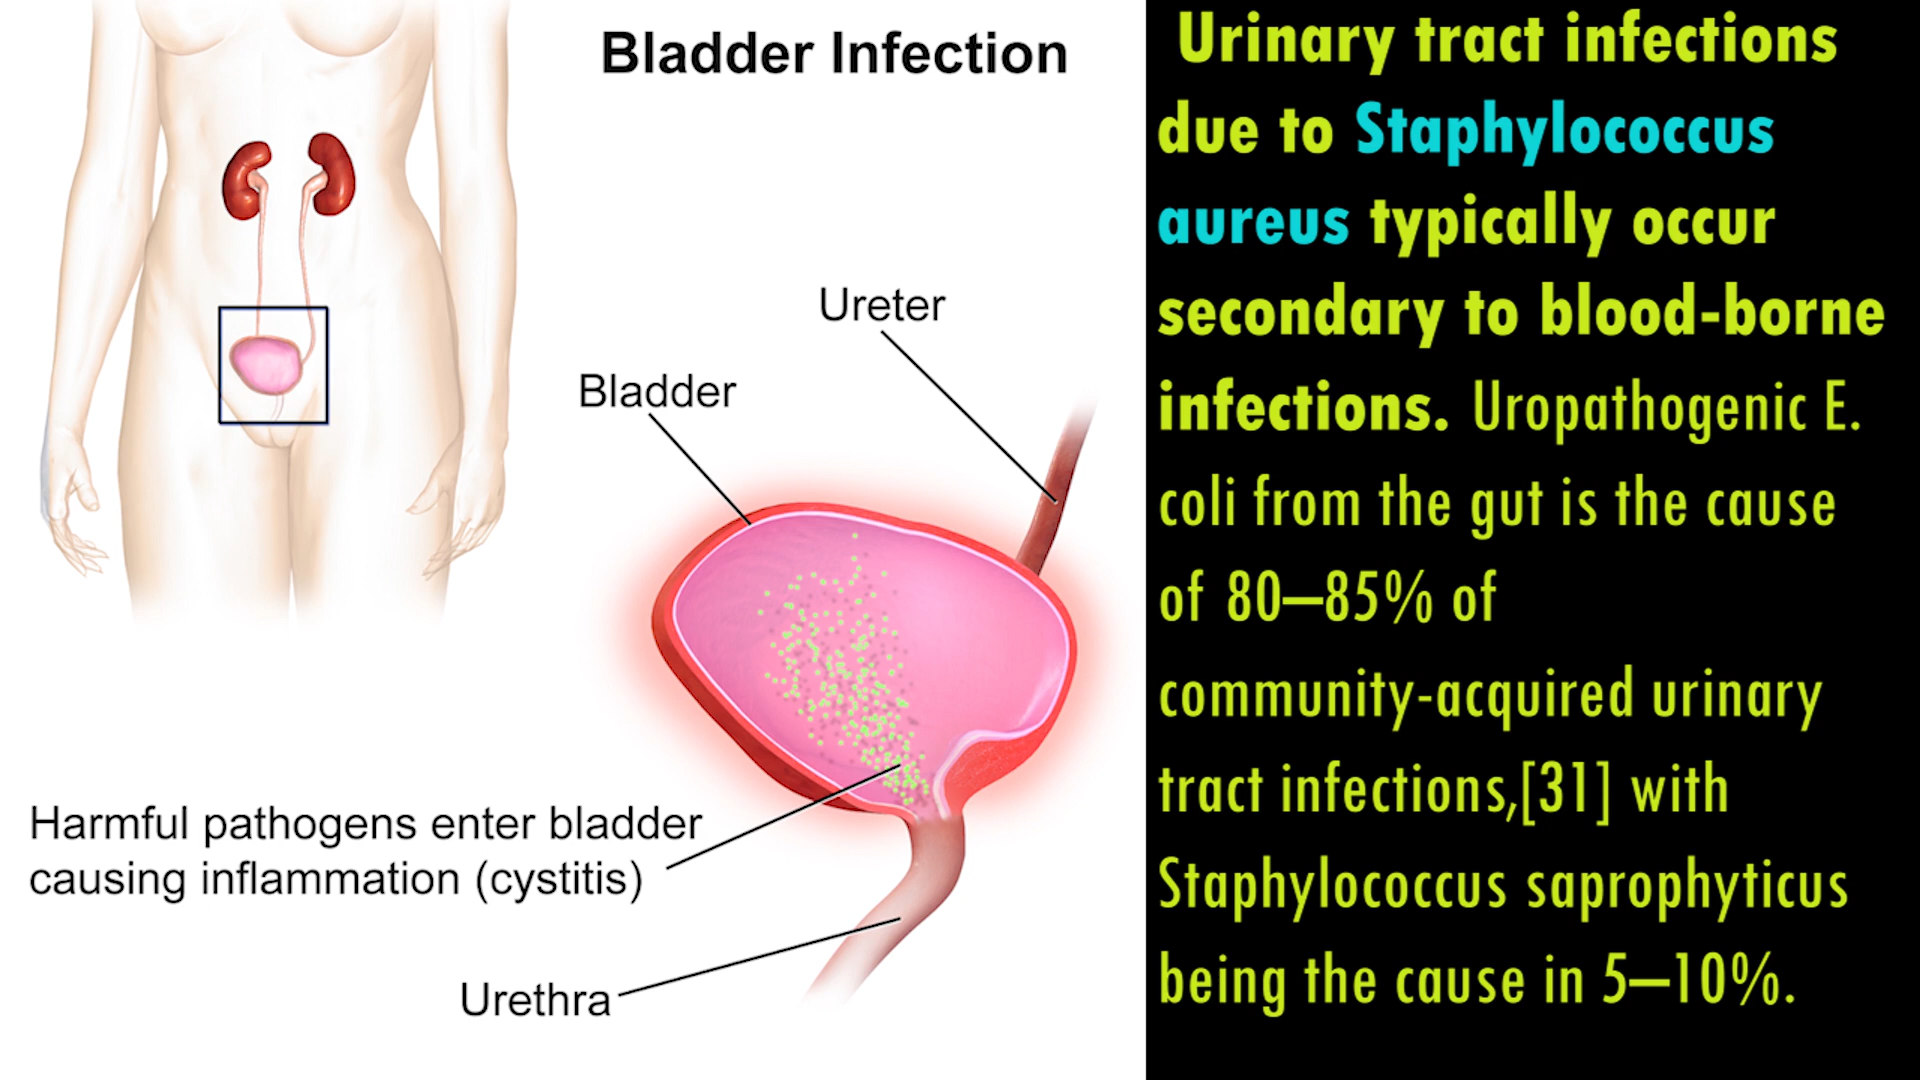 Bladder Infection
Ureter
Bladder
Harmful pathogens enter bladder
causing inflammation (cystitis)
Urethra
Urinary tract infections
due to Staphylococcus
aureus typically occur
secondary to blood-borne
infections. Uropathogenic E.
coli from the gut is the cause
of 80–85% of
community-acquired urinary
tract infections,[31] with
Staphylococcus saprophyticus
being the cause in 5–10%.